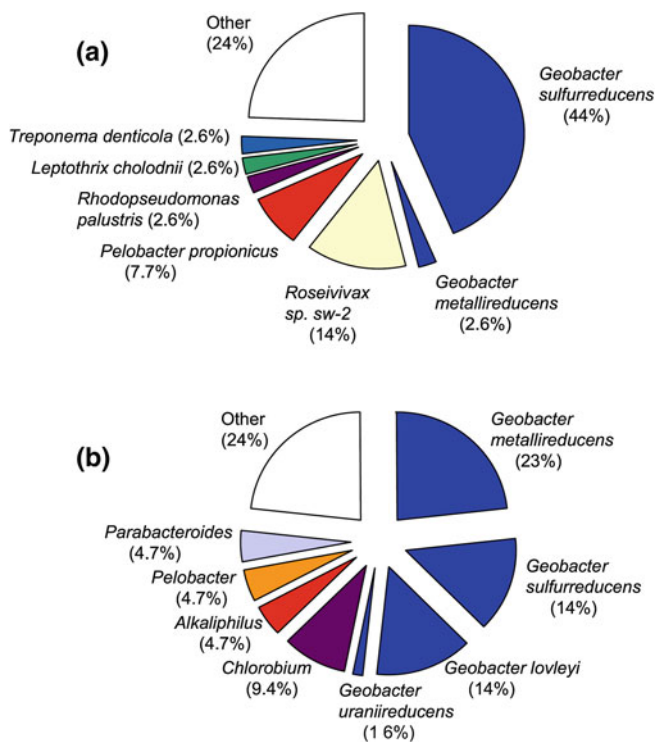 (a)
Other
(24%)
Geobacter
sulfurreducens
(44%)
Treponema denticola (2.6%)
Leptothrix cholodnii (2.6%)
Rhodopseudomonas
palustris (2.6%)
Pelobacter propionicus
(7.7%)
Roseivivax
sp. sw-2
(14%)
Geobacter
metallireducens
(2.6%)
(b)
Other
(24%)
Geobacter
metallireducens
(23%)
Parabacteroides
(4.7%)
Pelobacter
(4.7%)
Alkaliphilus
(4.7%)
Chlorobium
(9.4%)
Geobacter
uraniireducens
(1 6%)
Geobacter lovleyi
(14%)
Geobacter
sulfurreducens
(14%)